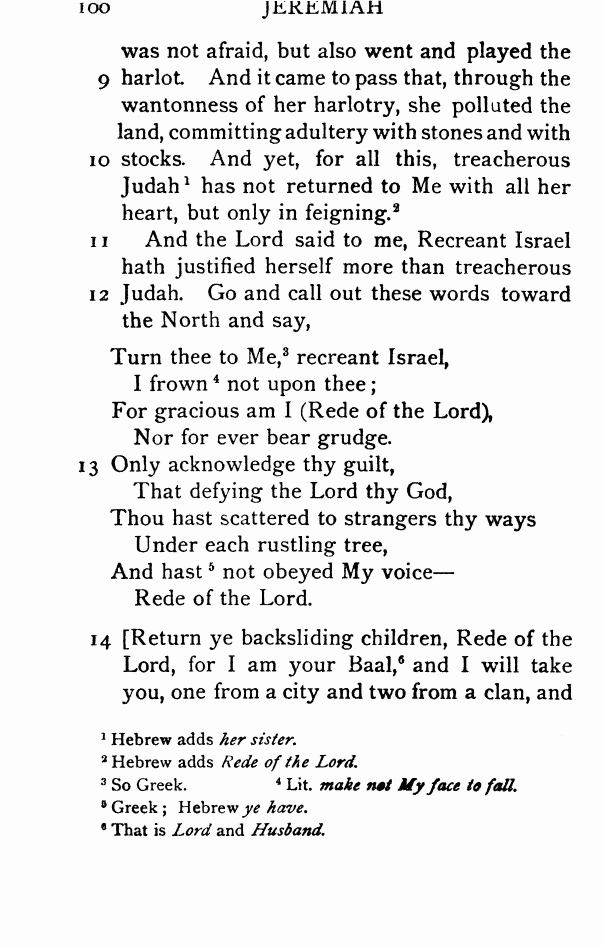 100 JEREMIAH
was not afraid, but also went and played the
9 harlot. And it came to pass that, through the
wantonness of her harlotry, she polluted the
land, committing adultery with stones and with
10 stocks. And yet, for all this, treacherous
Judah¹ has not returned to Me with all her
heart, but only in feigning.²
11 And the Lord said to me, Recreant Israel
hath justified herself more than treacherous
12 Judah. Go and call out these words toward
the North and say,
Turn thee to Me,³ recreant Israel,
I frown⁴ not upon thee;
For gracious am I (Rede of the Lord),
Nor for ever bear grudge.
13 Only acknowledge thy guilt,
That defying the Lord thy God,
Thou hast scattered to strangers thy ways
Under each rustling tree,
And hast⁵ not obeyed My voice—
Rede of the Lord.
14 [Return ye backsliding children, Rede of the
Lord, for I am your Baal,⁶ and I will take
you, one from a city and two from a clan, and
¹ Hebrew adds her sister.
² Hebrew adds Rede of the Lord.
³ So Greek. ⁴ Lit. make not My face to fall.
⁵ Greek; Hebrew ye have.
⁶ That is Lord and Husband.